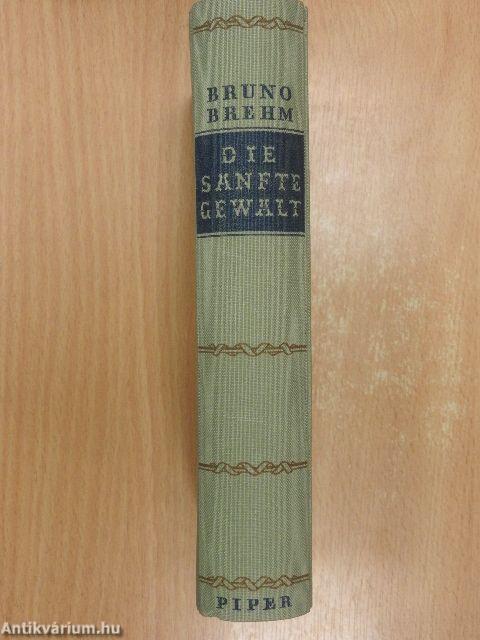 BRUNO
BREHM
DIE
SANFTE
GEWALT
PIPER
Antikvárium.hu